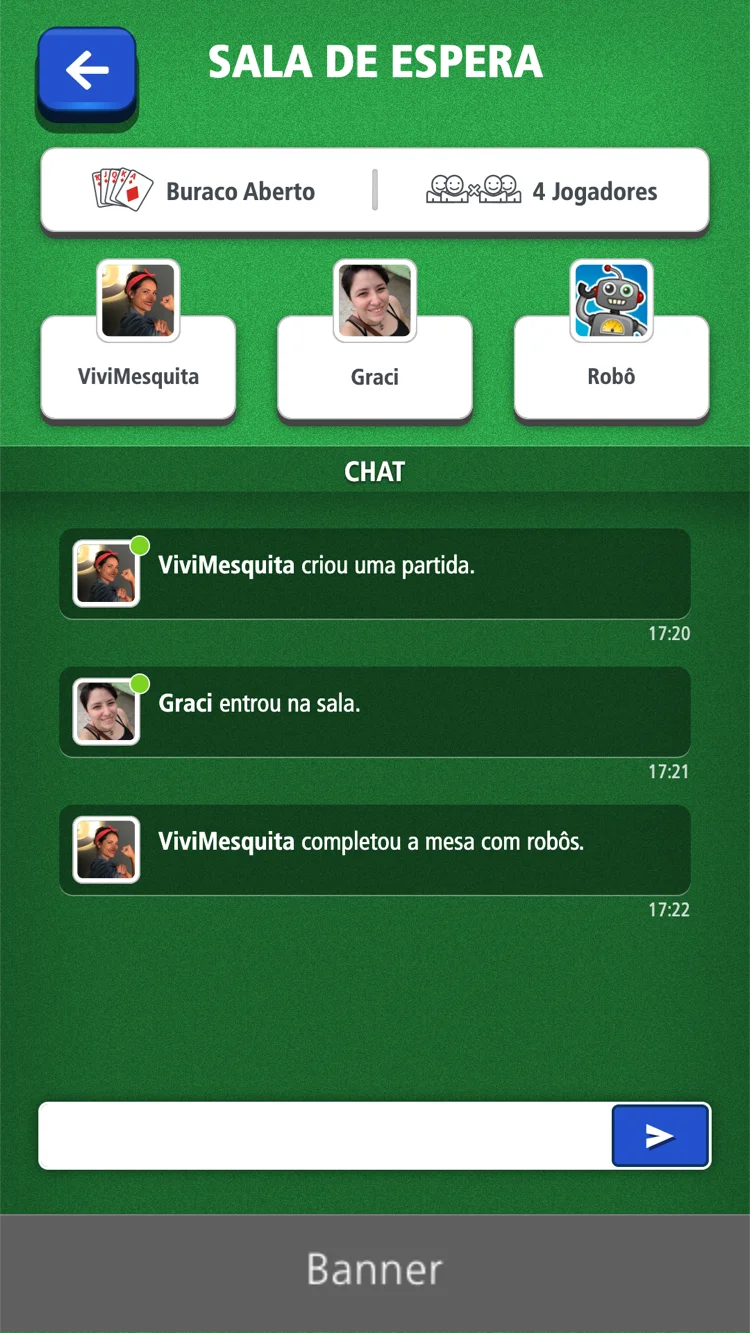 SALA DE ESPERA
Buraco Aberto
4 Jogadores
ViviMesquita
Graci
Robô
CHAT
ViviMesquita criou uma partida.
17:20
Graci entrou na sala.
17:21
ViviMesquita completou a mesa com robôs.
17:22
Banner